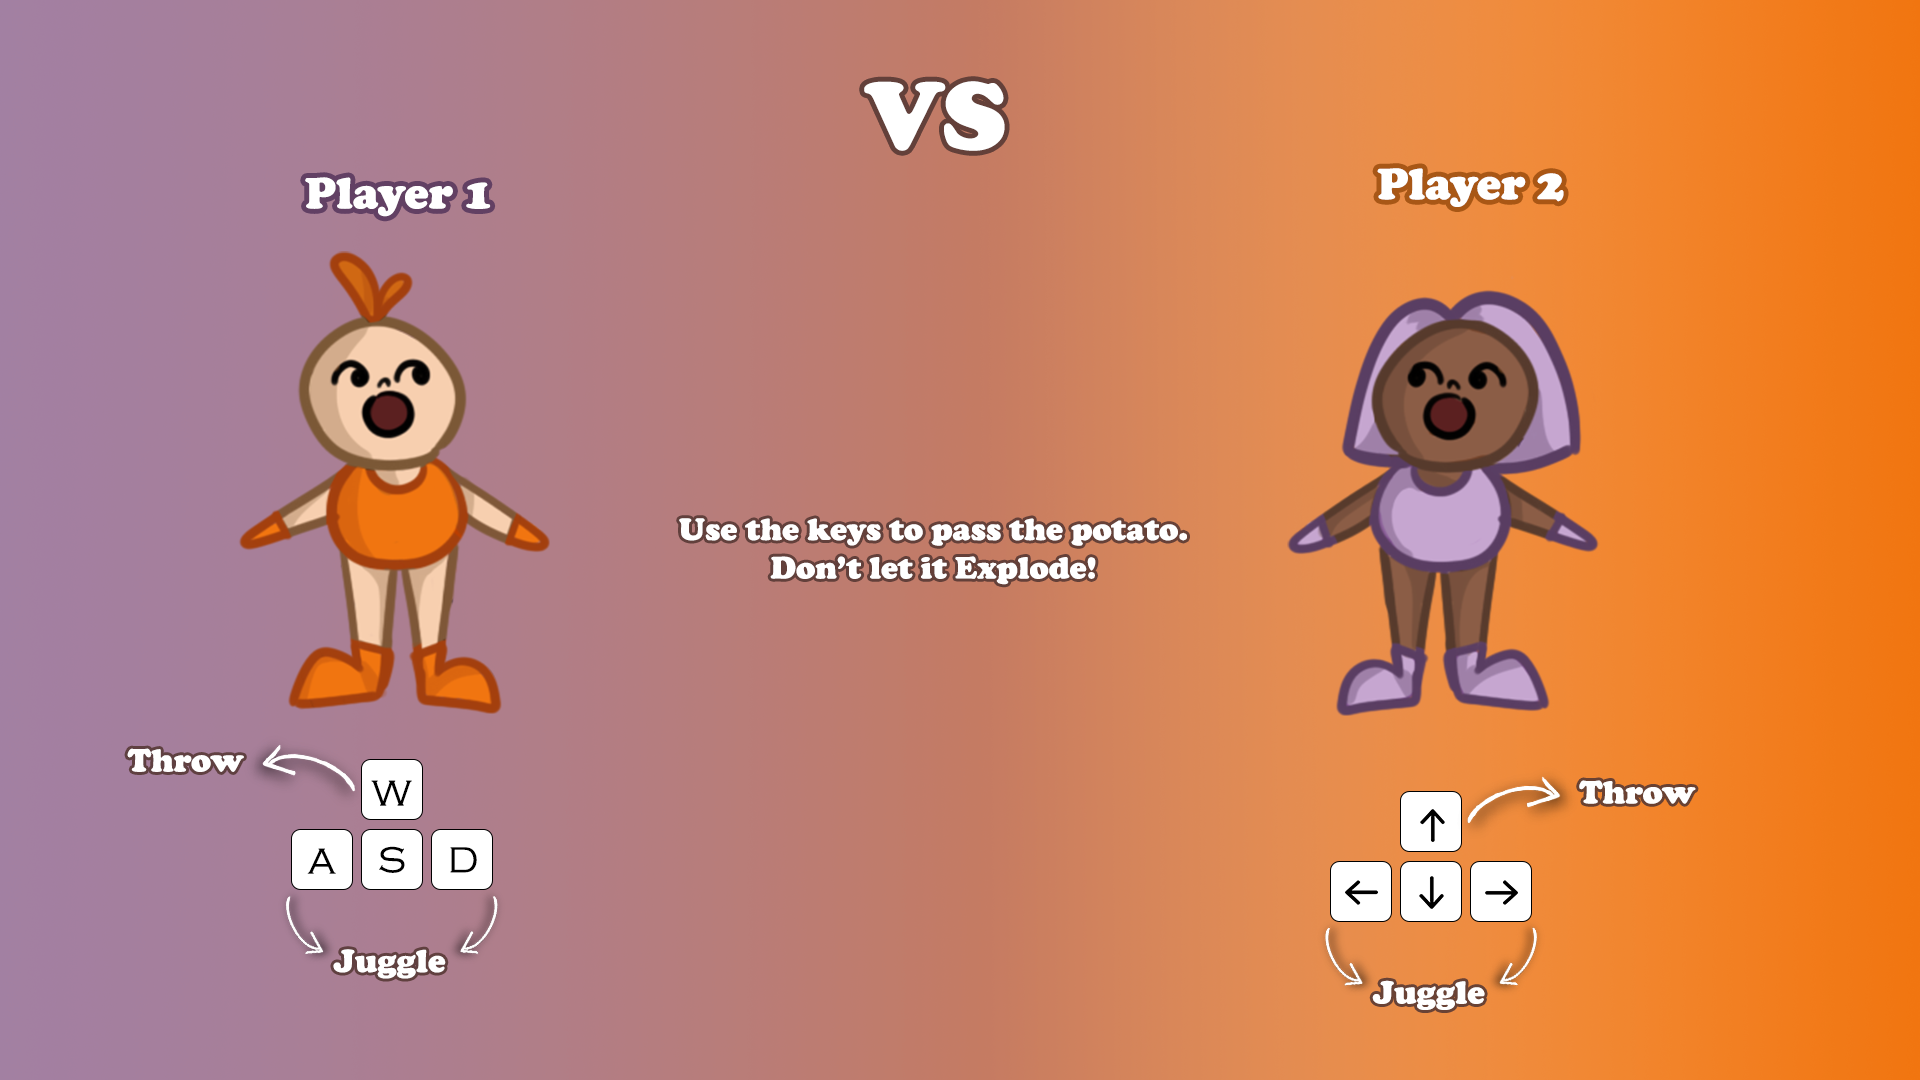 VS
Player 1
Player 2
Use the keys to pass the potato.
Don't let it Explode!
Throw
W
A S D
Juggle
Throw
↑
← ↓ →
Juggle